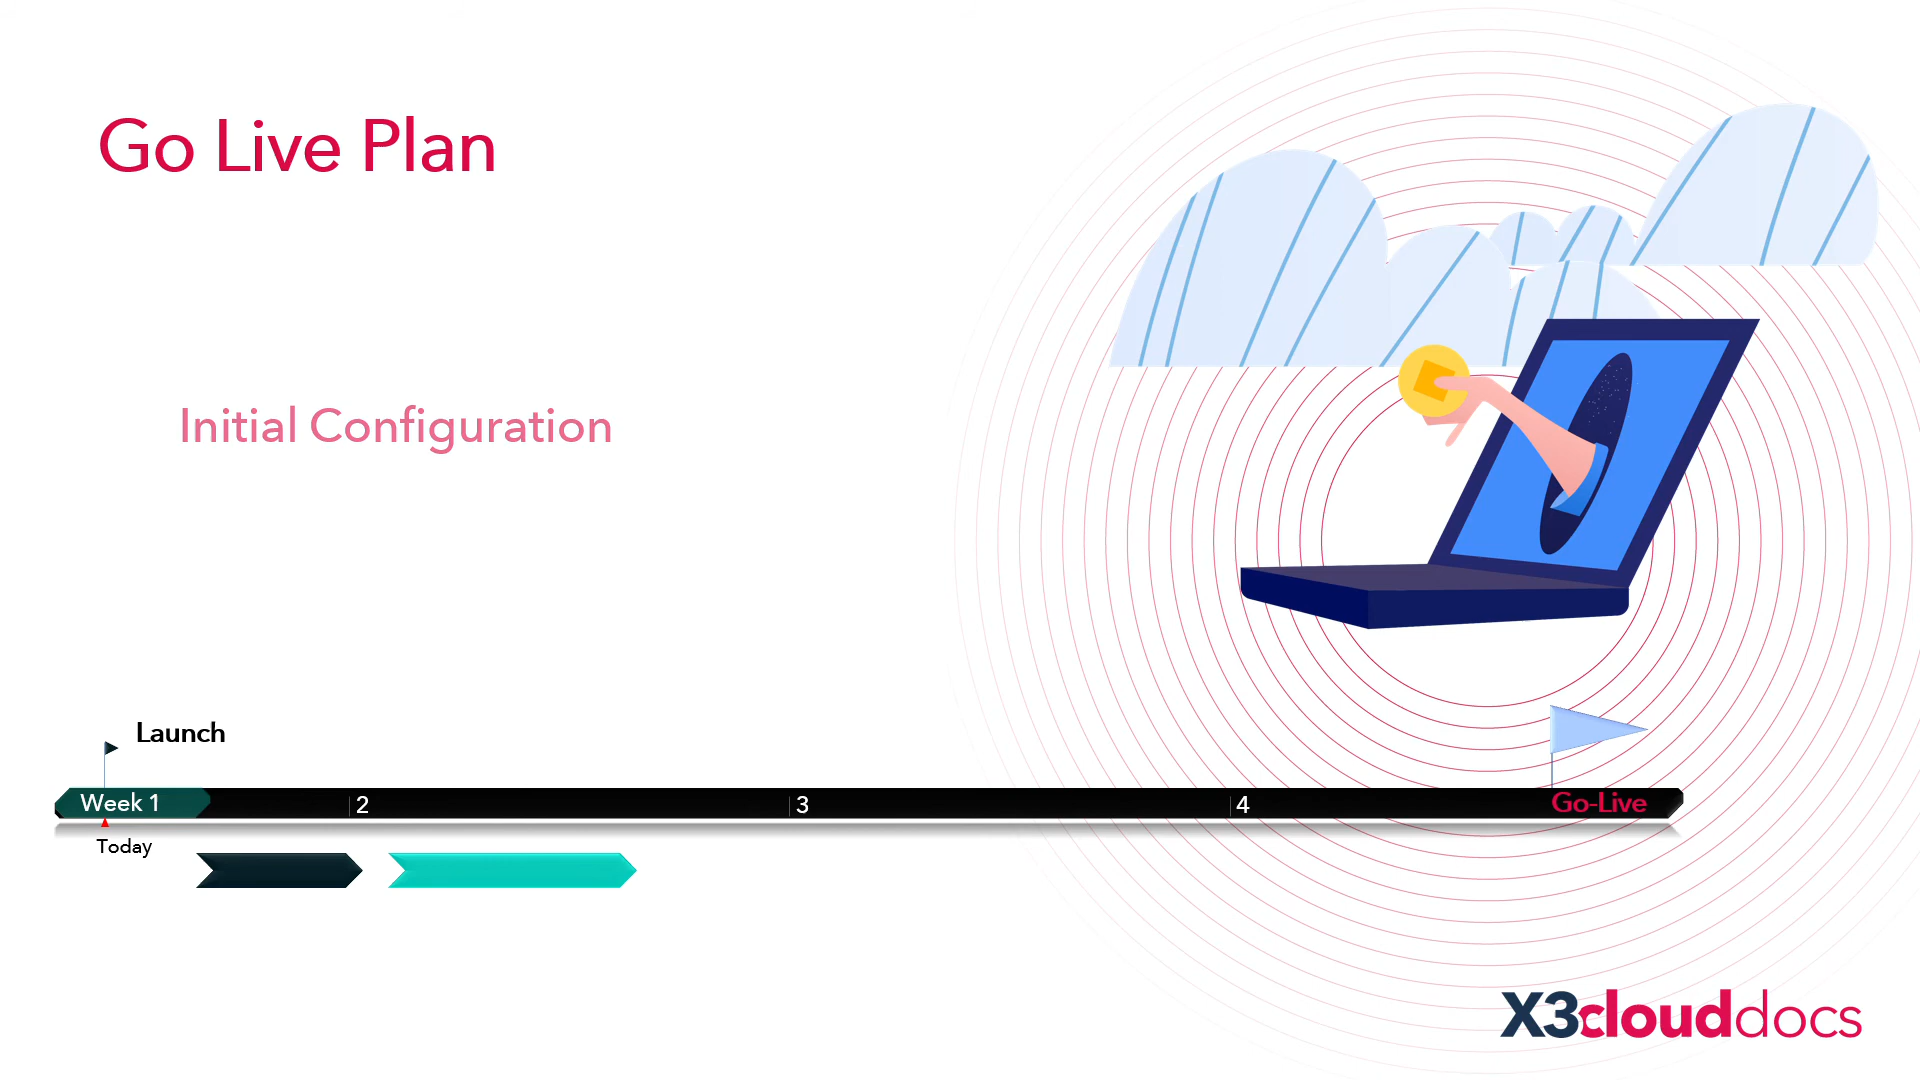 Go Live Plan
Initial Configuration
Launch
Week 1
2
3
4
Go-Live
Today
X3clouddocs